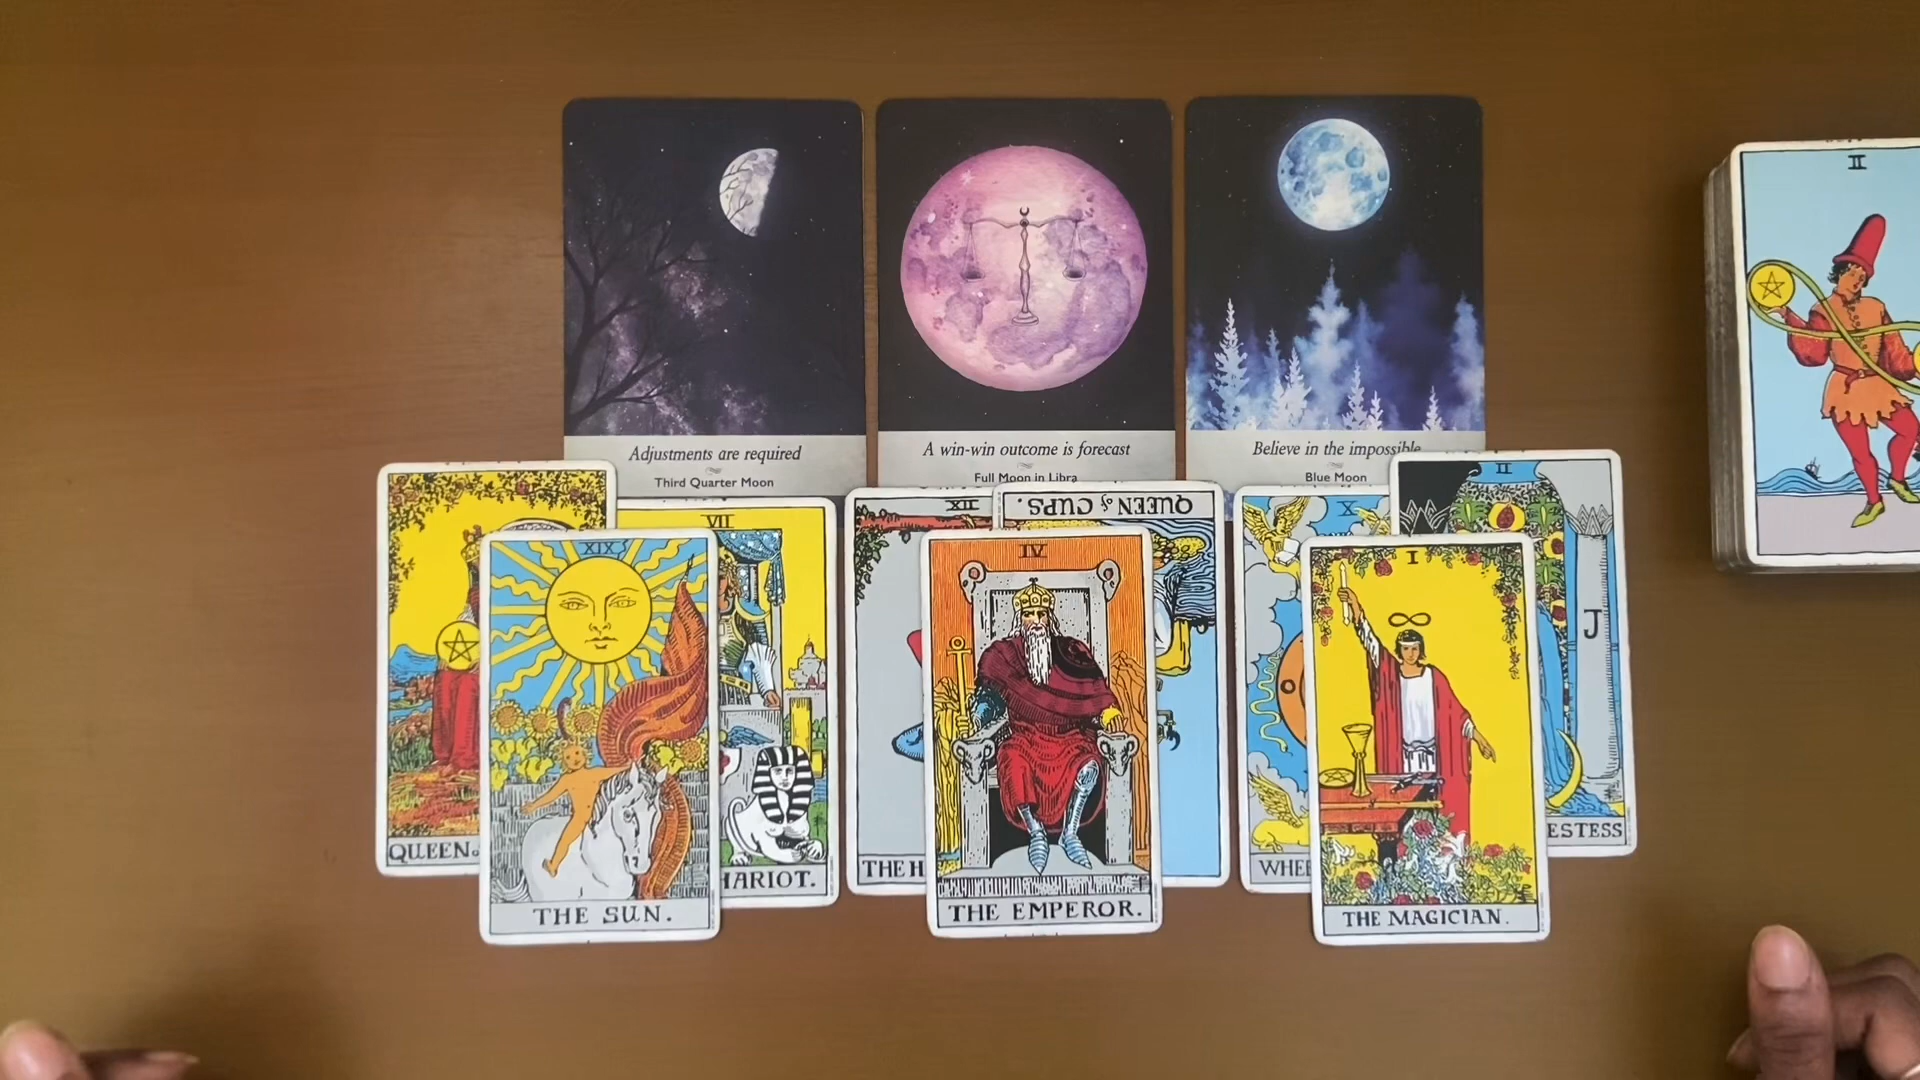 Adjustments are required
Third Quarter Moon
A win-win outcome is forecast
Full Moon in Libra
Believe in the impossible
Blue Moon
II
VII
XII
QUEEN of CUPS.
X
II
XIX
IV
I
J
QUEEN
HARIOT.
THE H
WHEE
ESTESS
THE SUN.
THE EMPEROR.
THE MAGICIAN.